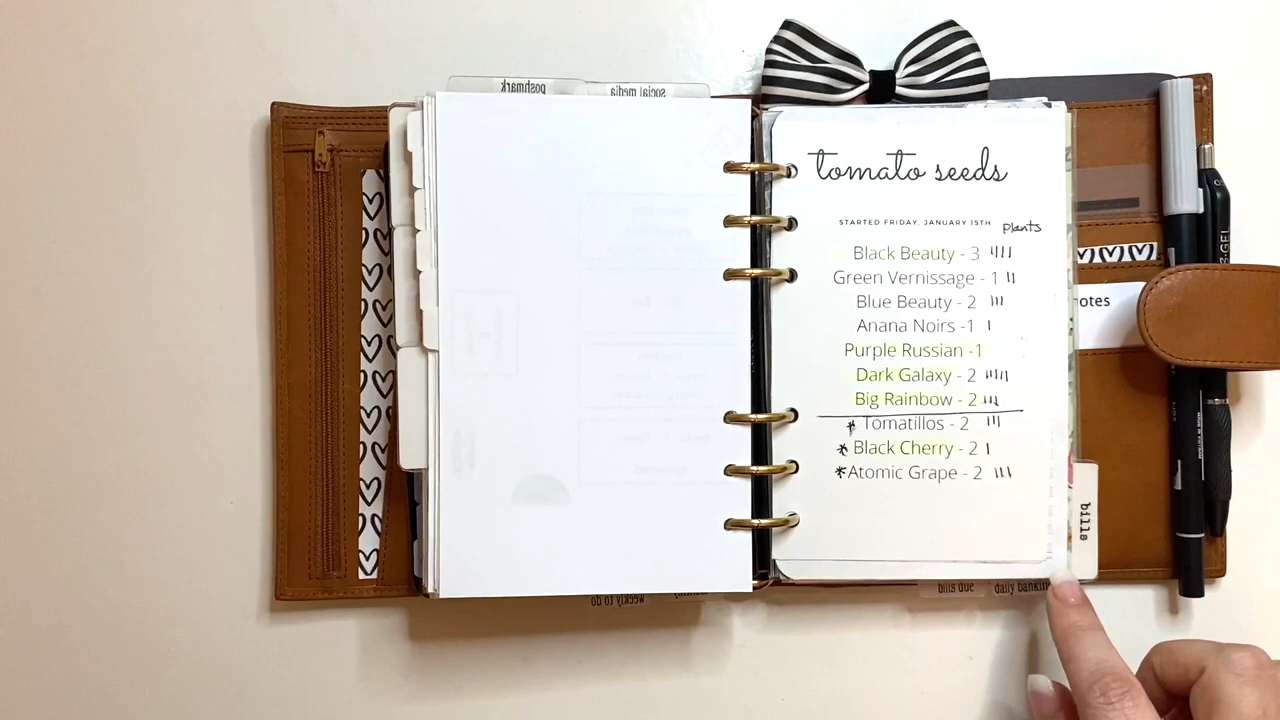 poshmark
social media
tomato seeds
STARTED FRIDAY, JANUARY 15TH
plants
Black Beauty - 3
Green Vernissage - 1
Blue Beauty - 2
Anana Noirs -1
Purple Russian -1
Dark Galaxy - 2
Big Rainbow - 2
* Tomatillos - 2
* Black Cherry - 2
* Atomic Grape - 2
notes
bills
weekly to do
bills due